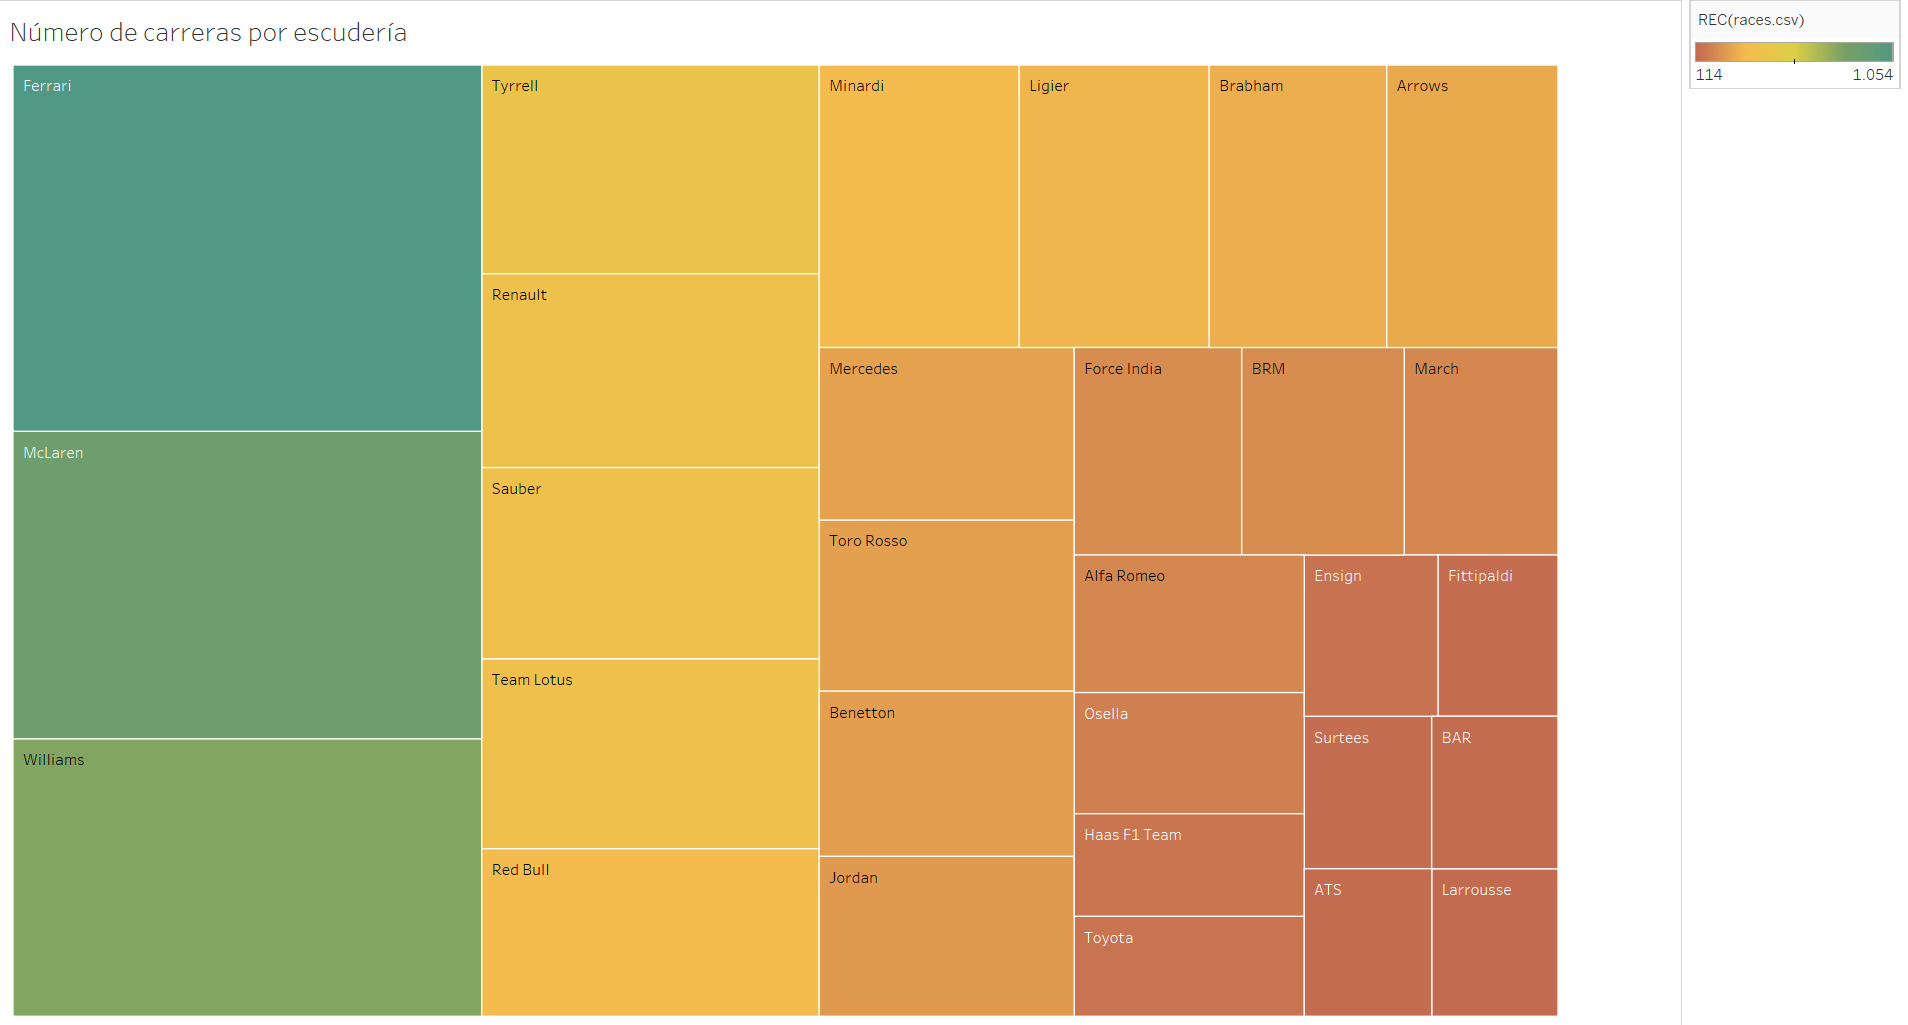 Número de carreras por escudería
REC(races.csv)
114
1.054
Ferrari
McLaren
Williams
Tyrrell
Renault
Sauber
Team Lotus
Red Bull
Minardi
Ligier
Brabham
Arrows
Mercedes
Toro Rosso
Benetton
Jordan
Force India
BRM
March
Alfa Romeo
Osella
Haas F1 Team
Toyota
Ensign
Fittipaldi
Surtees
BAR
ATS
Larrousse